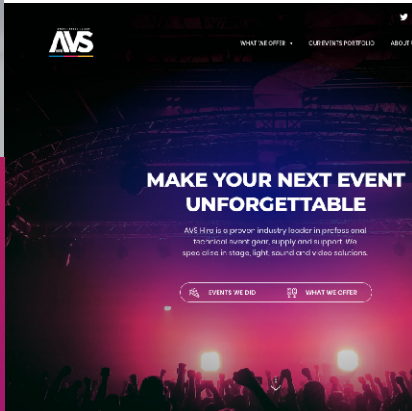 AVS
WHAT WE OFFER
OUR EVENTS PORTFOLIO
ABOUT
MAKE YOUR NEXT EVENT
UNFORGETTABLE
AVS Hire is a proven industry leader in professional
technical event gear, supply and support. We
specialise in stage, light, sound and video solutions.
EVENTS WE DID
WHAT WE OFFER